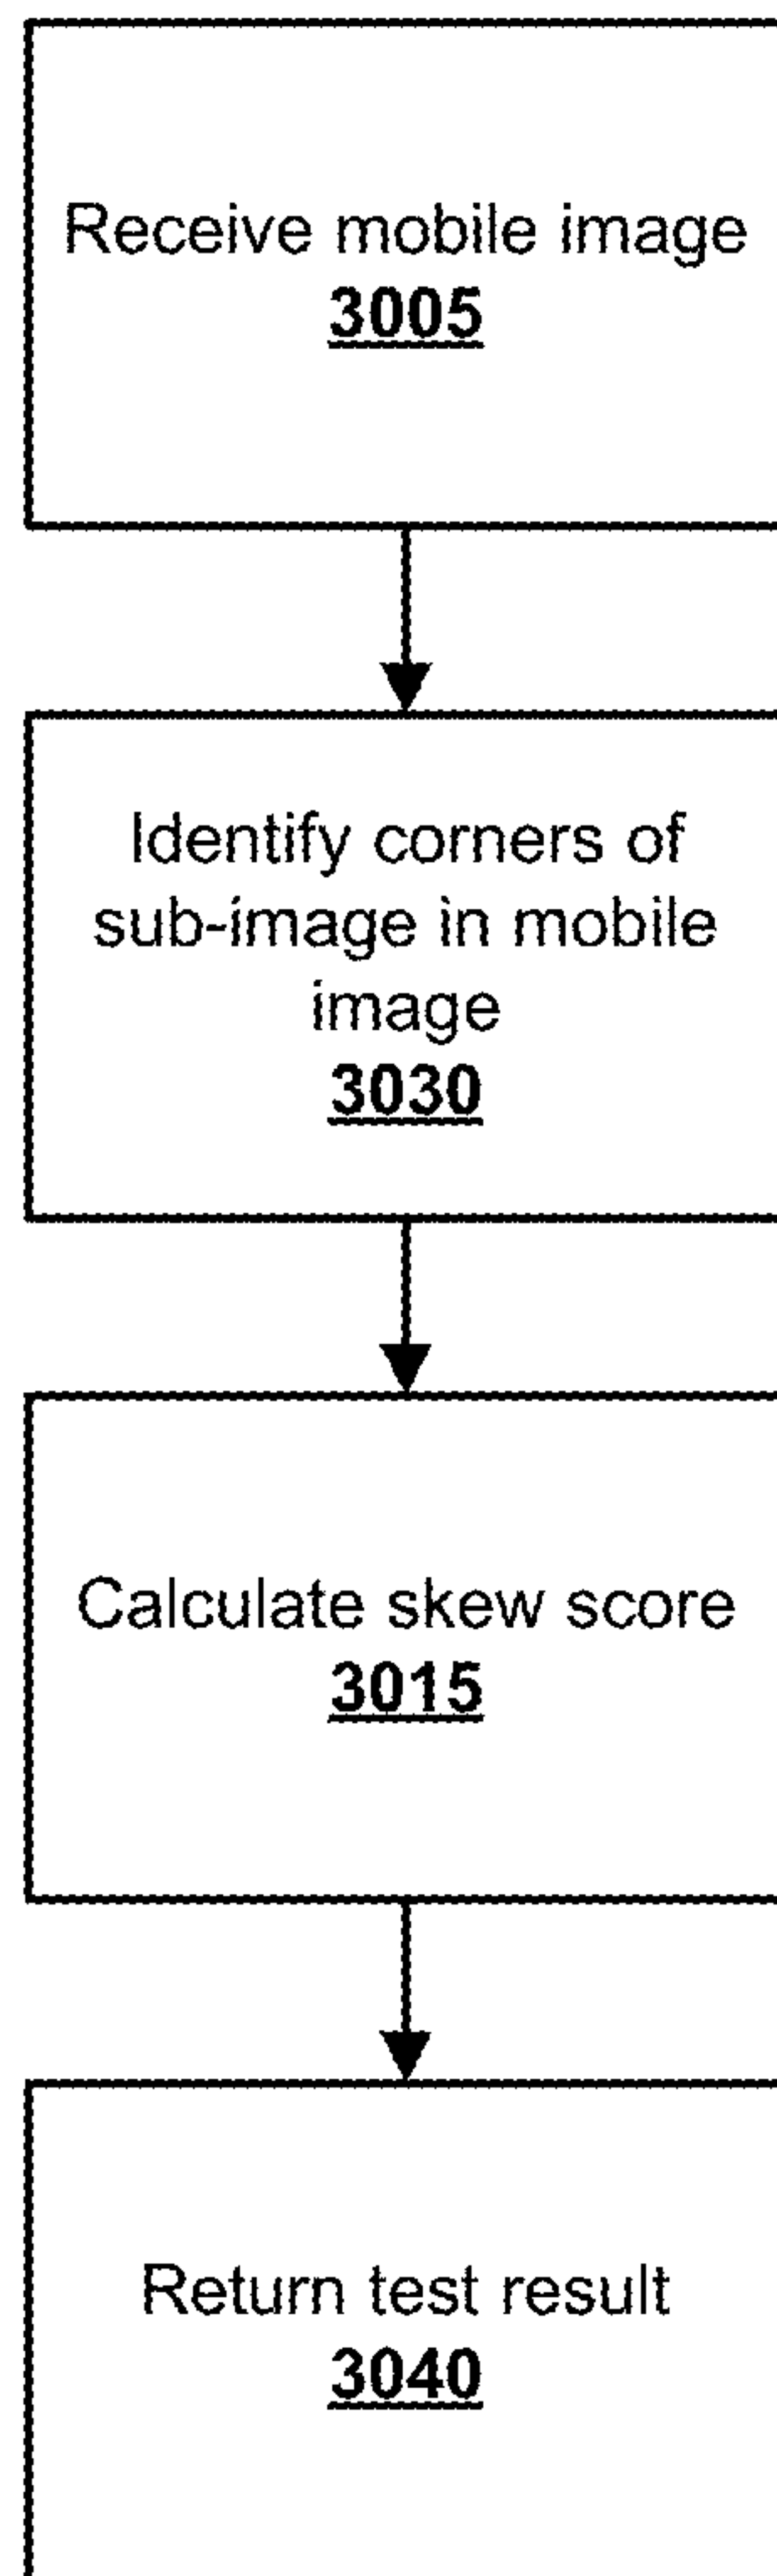 Receive mobile image
3005
Identify corners of
sub-image in mobile
image
3030
Calculate skew score
3015
Return test result
3040